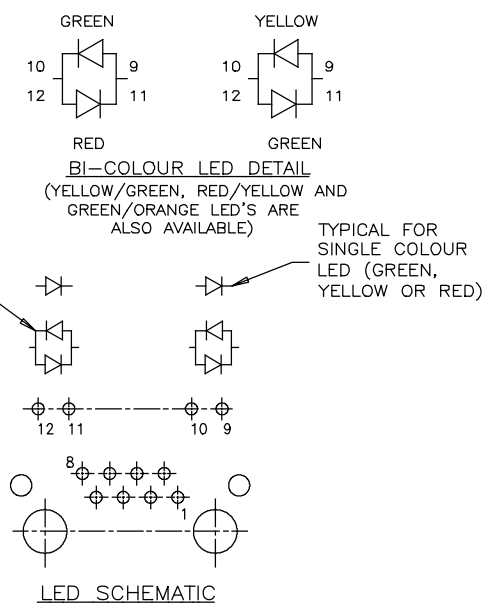 GREEN YELLOW
10 9 10 9
12 11 12 11
RED GREEN
BI-COLOUR LED DETAIL
(YELLOW/GREEN, RED/YELLOW AND
GREEN/ORANGE LED'S ARE
ALSO AVAILABLE)
TYPICAL FOR
SINGLE COLOUR
LED (GREEN,
YELLOW OR RED)
12 11 10 9
8
1
LED SCHEMATIC